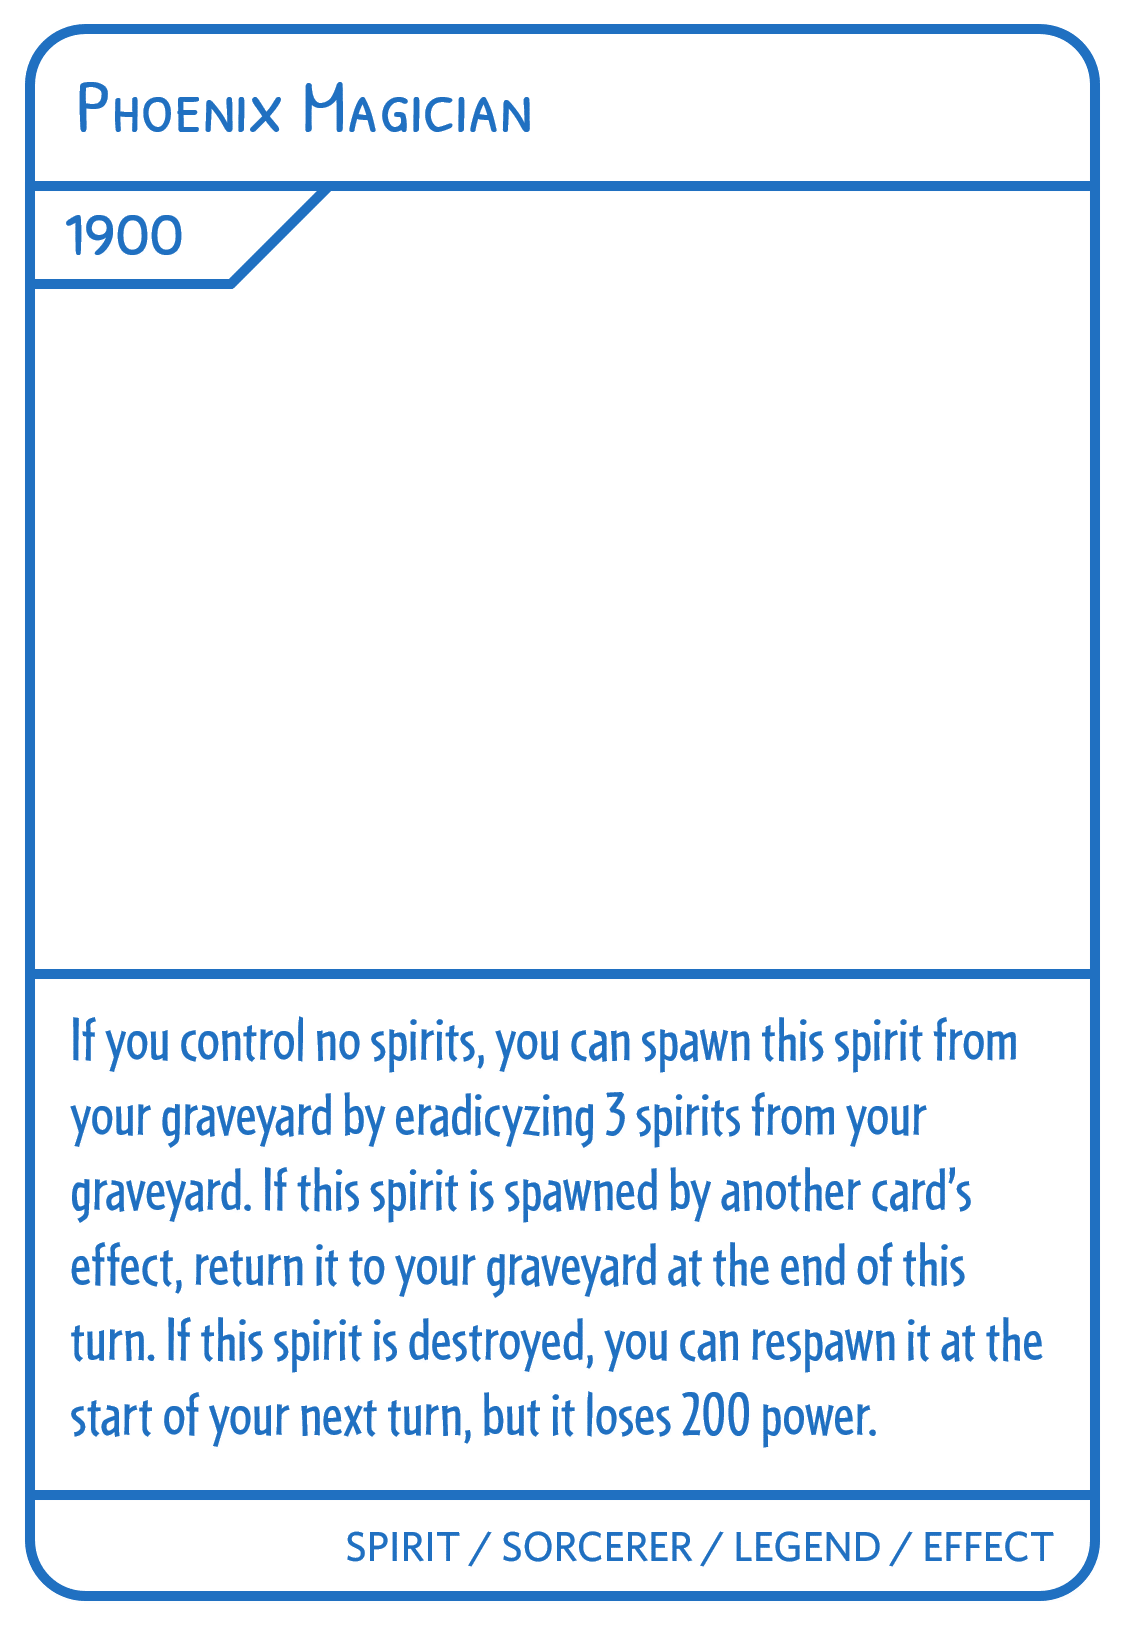 Phoenix Magician
1900
If you control no spirits, you can spawn this spirit from
your graveyard by eradicyzing 3 spirits from your
graveyard. If this spirit is spawned by another card’s
effect, return it to your graveyard at the end of this
turn. If this spirit is destroyed, you can respawn it at the
start of your next turn, but it loses 200 power.
SPIRIT / SORCERER / LEGEND / EFFECT